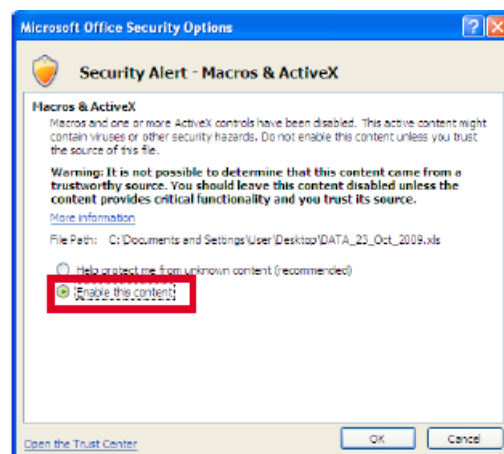 Microsoft Office Security Options
Security Alert - Macros & ActiveX
Macros & ActiveX
Macros and one or more ActiveX controls have been disabled. This active content might
contain viruses or other security hazards. Do not enable this content unless you trust
the source of this file.
Warning: It is not possible to determine that this content came from a
trustworthy source. You should leave this content disabled unless the
content provides critical functionality and you trust its source.
More information
File Path: C:\Documents and Settings\User\Desktop\DATA_23_Oct_2009.xls
Help protect me from unknown content (recommended)
Enable this content
Open the Trust Center
OK
Cancel